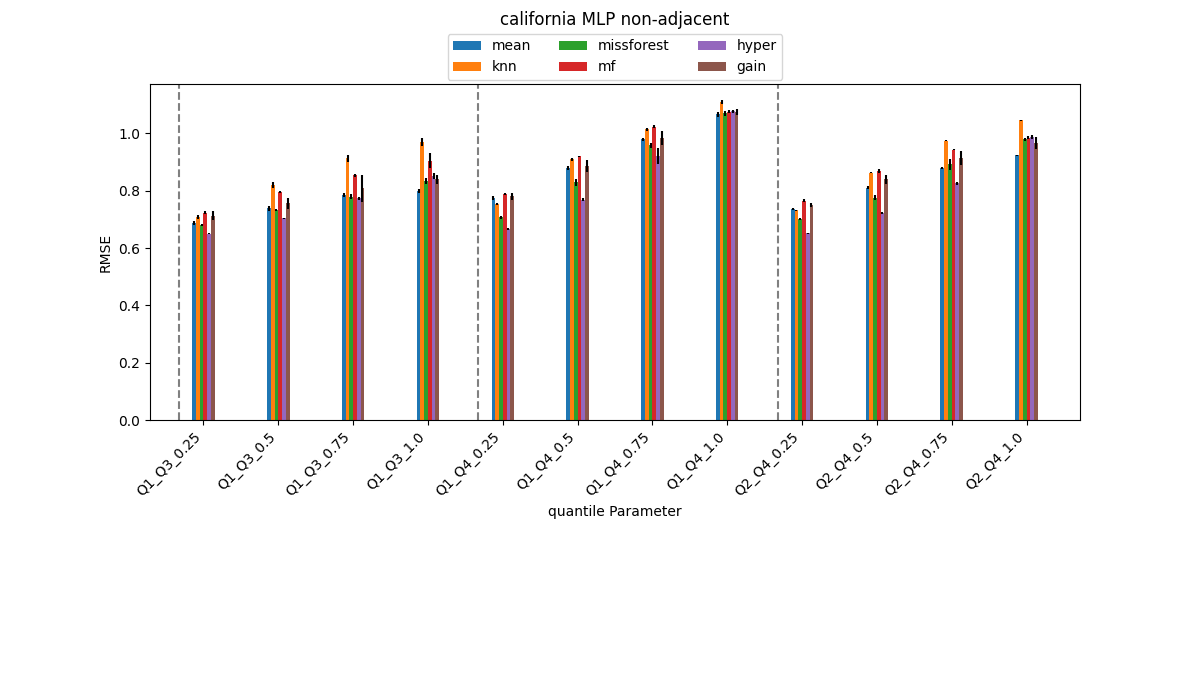 california MLP non-adjacent
mean missforest hyper
knn mf gain
RMSE
1.0
0.8
0.6
0.4
0.2
0.0
Q1_Q3_0.25
Q1_Q3_0.5
Q1_Q3_0.75
Q1_Q3_1.0
Q1_Q4_0.25
Q1_Q4_0.5
Q1_Q4_0.75
Q1_Q4_1.0
Q2_Q4_0.25
Q2_Q4_0.5
Q2_Q4_0.75
Q2_Q4_1.0
quantile Parameter